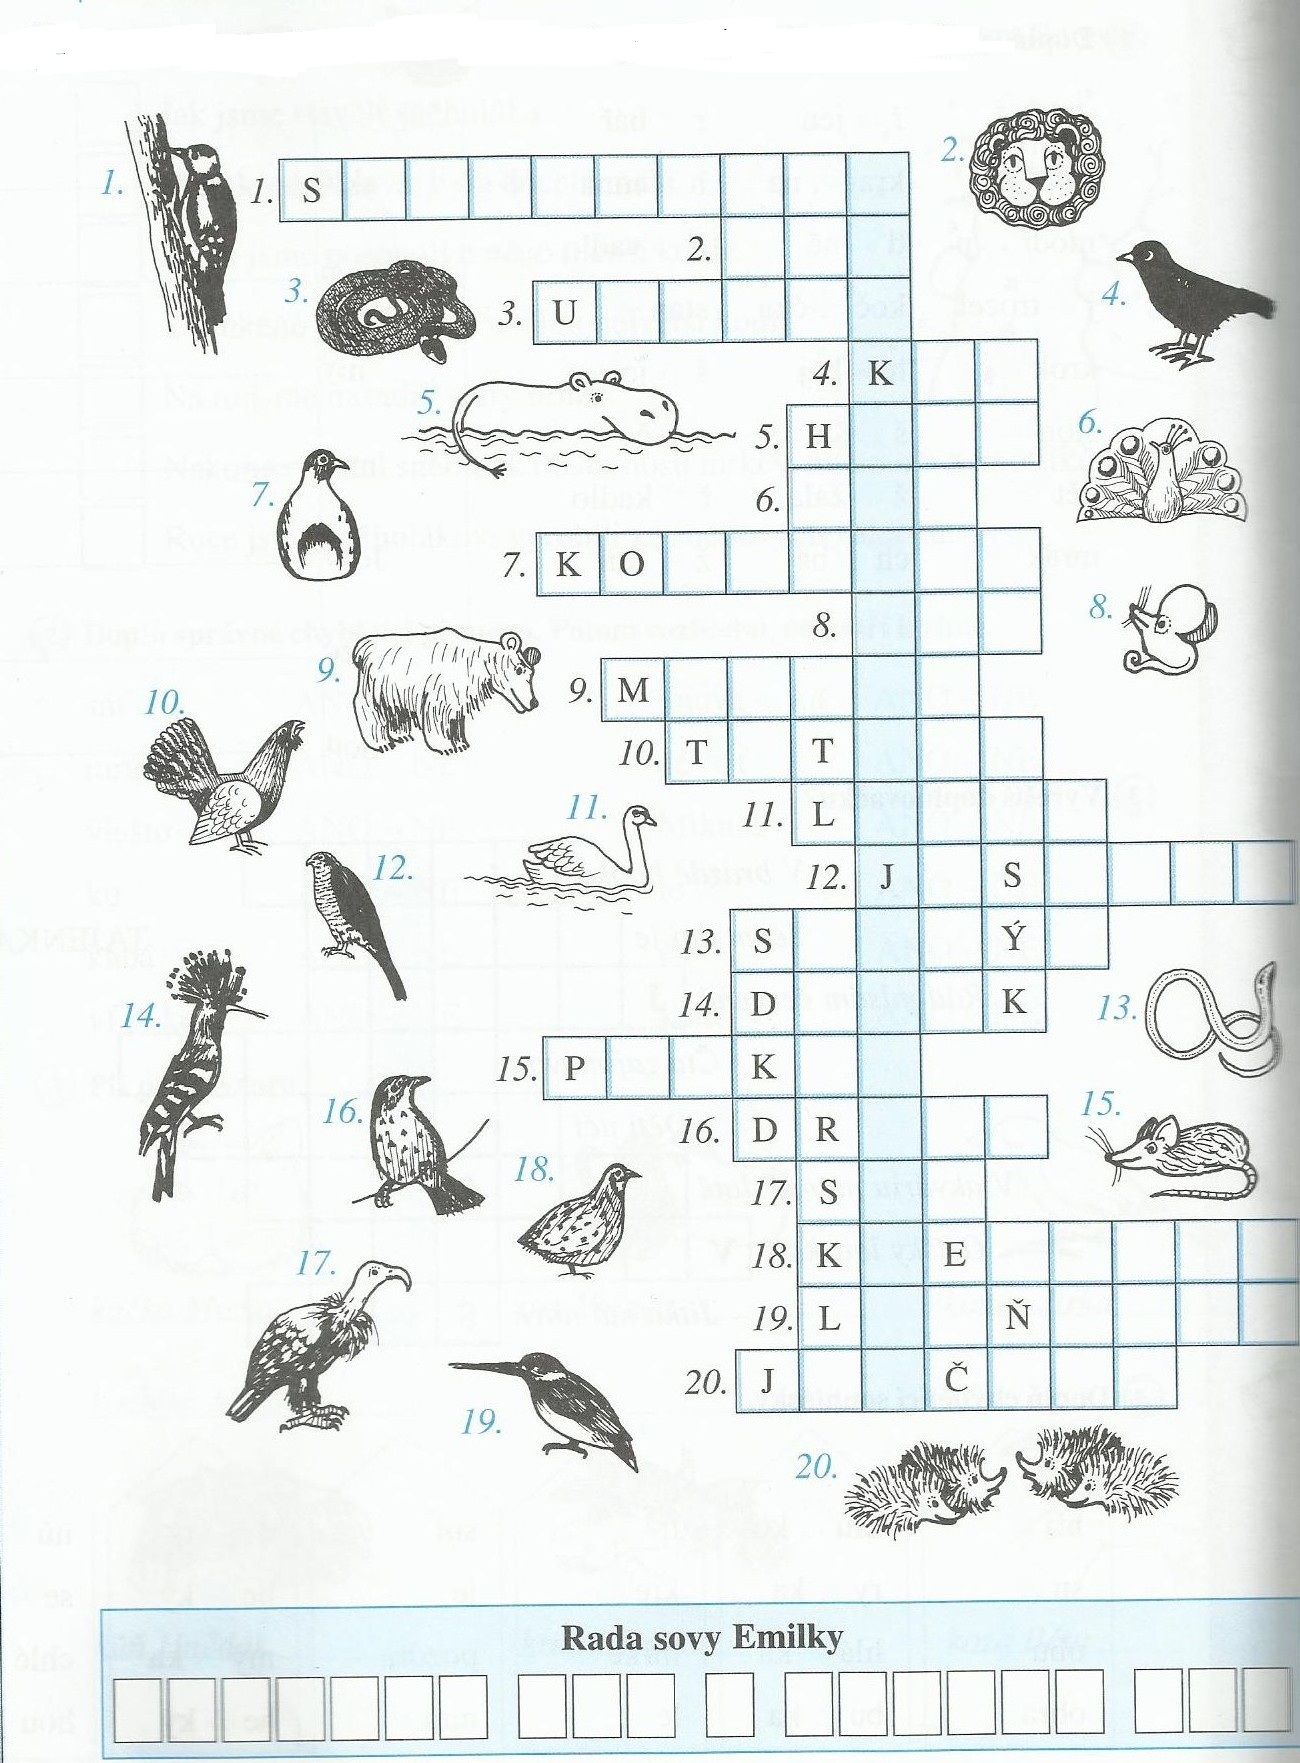 1.
1. S
2.
2.
3.
3. U
4.
4. K
5.
5. H
6.
6.
7.
7. K O
8.
8.
9.
9. M
10.
10. T T
11.
11. L
12.
12. J S
13. S Ý
13.
14.
14. D K
15. P K
15.
16.
16. D R
17. S
18.
18. K E
17.
19. L Ň
19.
20. J Č
20.
Rada sovy Emilky